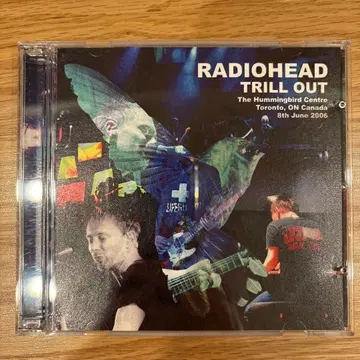 RADIOHEAD
TRILL OUT
The Hummingbird Centre
Toronto, ON Canada
8th June 2006